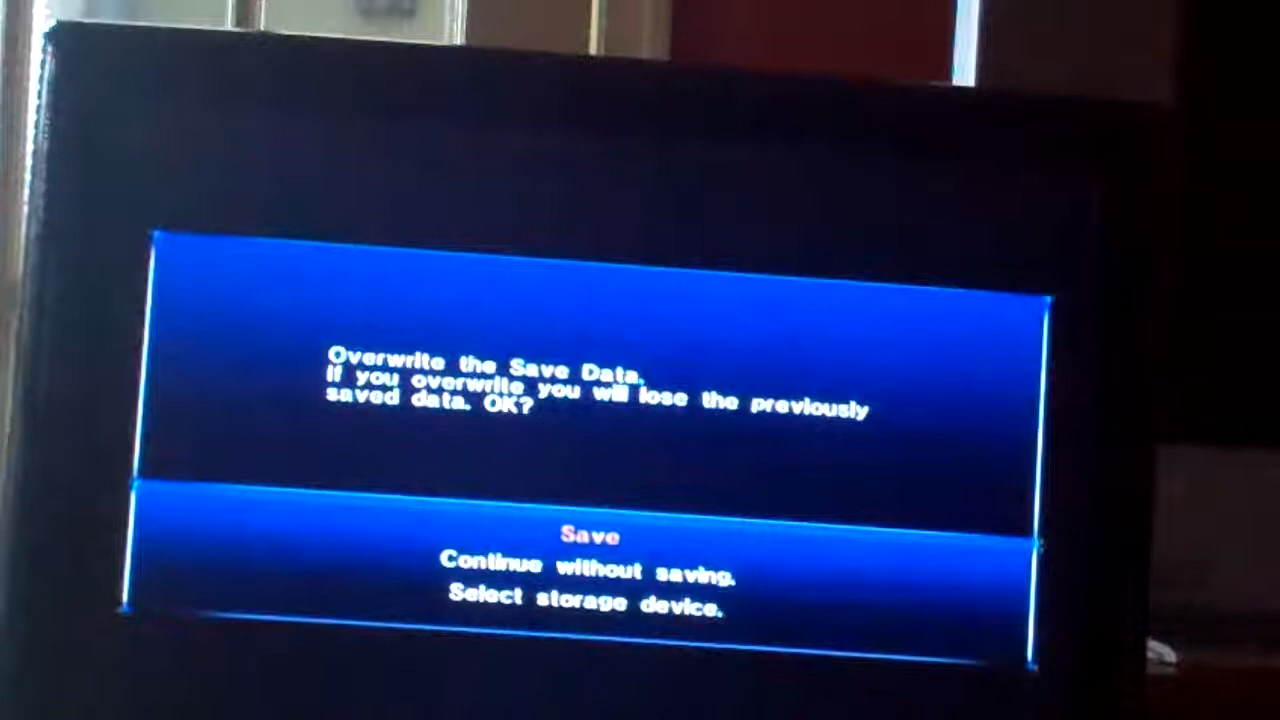 Overwrite the Save Data.
If you overwrite you will lose the previously
saved data. OK?
Save
Continue without saving.
Select storage device.